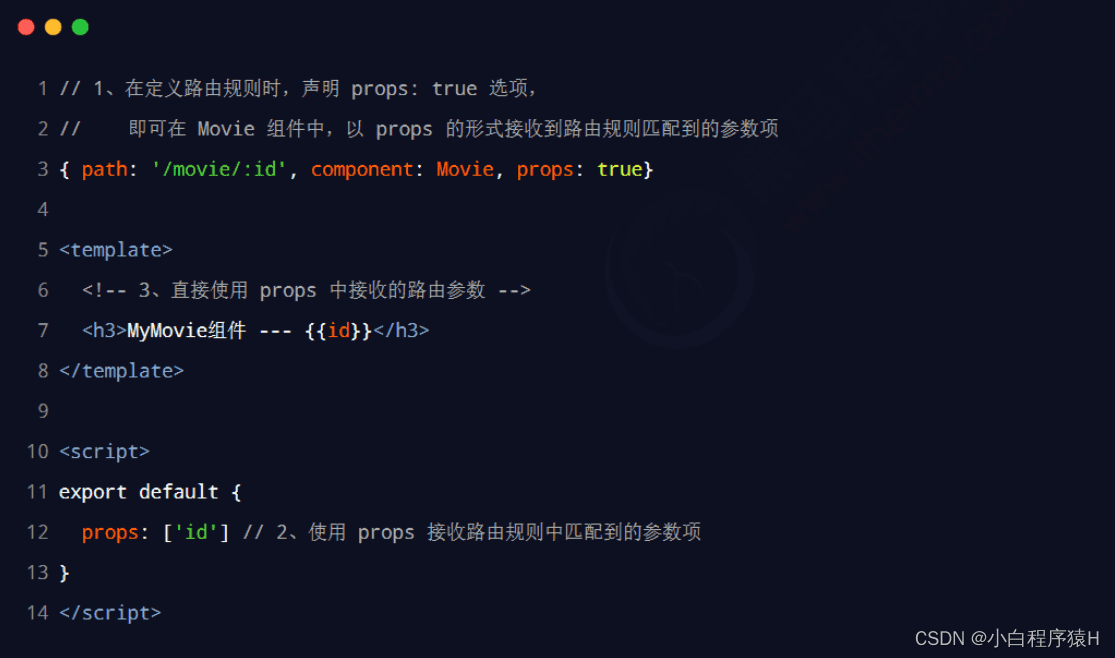 1 // 1、在定义路由规则时，声明 props: true 选项，
2 //    即可在 Movie 组件中，以 props 的形式接收到路由规则匹配到的参数项
3 { path: '/movie/:id', component: Movie, props: true}
4
5 <template>
6   <!-- 3、直接使用 props 中接收的路由参数 -->
7   <h3>MyMovie组件 --- {{id}}</h3>
8 </template>
9
10 <script>
11 export default {
12   props: ['id'] // 2、使用 props 接收路由规则中匹配到的参数项
13 }
14 </script>
CSDN @小白程序猿H